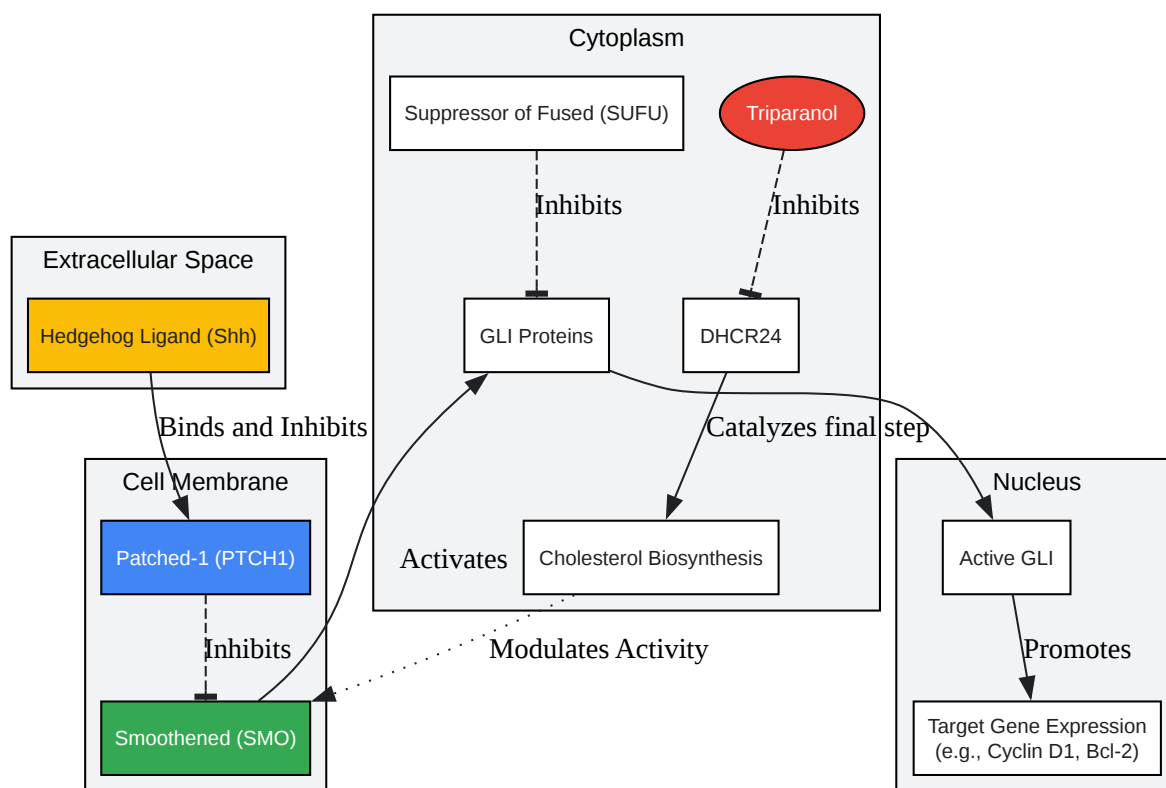 Cytoplasm
Suppressor of Fused (SUFU)
Triparanol
Inhibits
Inhibits
Extracellular Space
Hedgehog Ligand (Shh)
GLI Proteins
DHCR24
Binds and Inhibits
Catalyzes final step
Cell Membrane
Nucleus
Patched-1 (PTCH1)
Activates
Cholesterol Biosynthesis
Active GLI
Inhibits
Modulates Activity
Promotes
Smoothened (SMO)
Target Gene Expression
(e.g., Cyclin D1, Bcl-2)